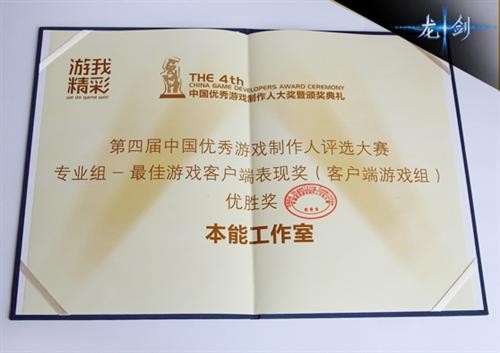 龙剑
游我
精彩
we do game well
THE 4th
CHINA GAME DEVELOPERS AWARD CEREMONY
中国优秀游戏制作人大奖暨颁奖典礼
第四届中国优秀游戏制作人评选大赛
专业组－最佳游戏客户端表现奖（客户端游戏组）
优胜奖
本能工作室